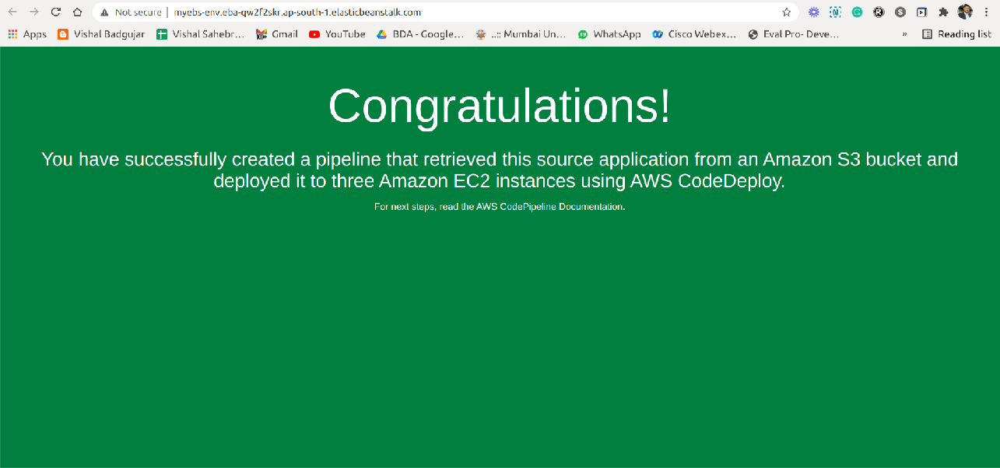 Not secure | myebs-env.eba-qw2f2skr.ap-south-1.elasticbeanstalk.com
Apps Vishal Badgujar Vishal Sahebr... 100+ Gmail YouTube BDA - Google... ..:: Mumbai Un... 19 WhatsApp Cisco Webex... Eval Pro- Deve... » Reading list
Congratulations!
You have successfully created a pipeline that retrieved this source application from an Amazon S3 bucket and
deployed it to three Amazon EC2 instances using AWS CodeDeploy.
For next steps, read the AWS CodePipeline Documentation.